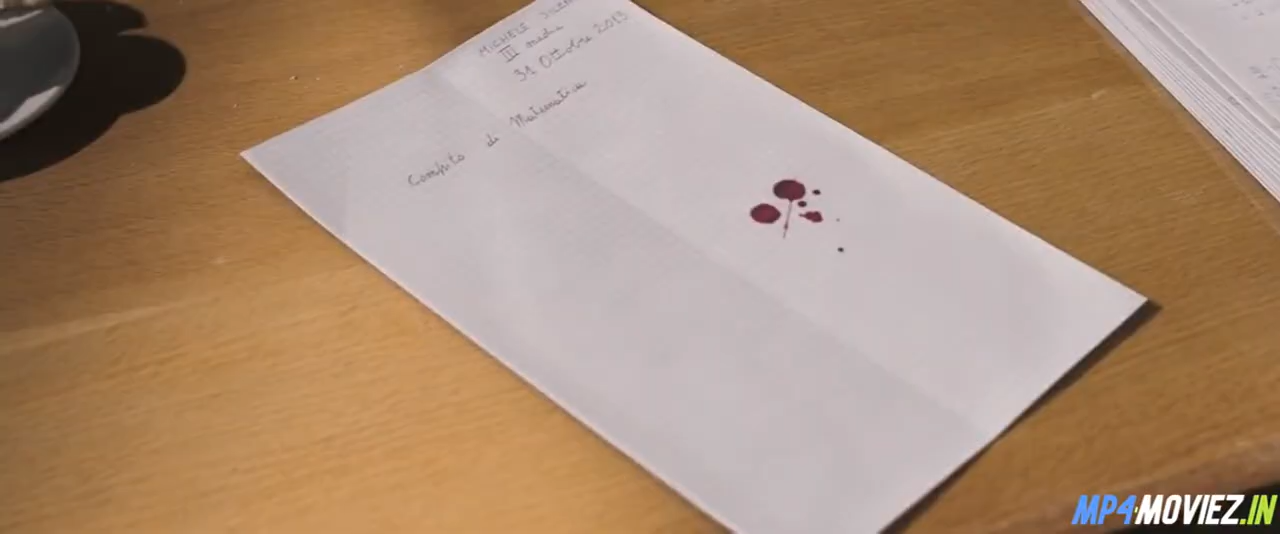 MICHELE
III media
31 Ottobre 2013
Compito di Matematica
MP4MOVIEZ.IN